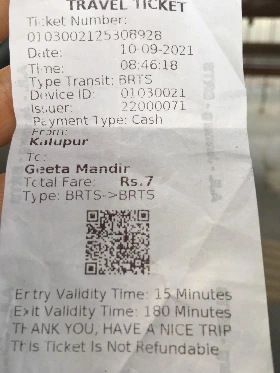 TRAVEL TICKET
Ticket Number:
0103002125308928
Date: 10-09-2021
Time: 08:46:18
Type Transit: BRTS
Device ID: 01030021
Issuer: 22000071
Payment Type: Cash
From:
Kalupur
To:
Geeta Mandir
Total Fare: Rs.7
Type: BRTS->BRTS
Entry Validity Time: 15 Minutes
Exit Validity Time: 180 Minutes
THANK YOU, HAVE A NICE TRIP
This Ticket Is Not Refundable